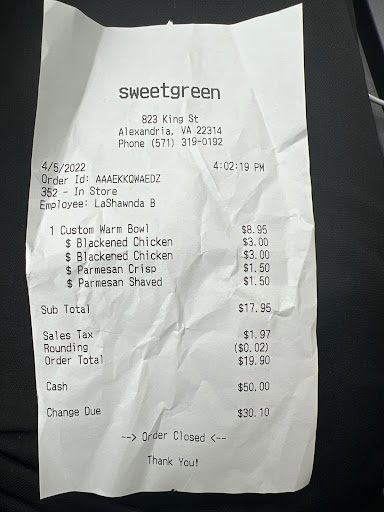 sweetgreen
823 King St
Alexandria, VA 22314
Phone (571) 319-0192
4/5/2022 4:02:19 PM
Order Id: AAAEKKQWAEDZ
352 - In Store
Employee: LaShawnda B
1 Custom Warm Bowl $8.95
$ Blackened Chicken $3.00
$ Blackened Chicken $3.00
$ Parmesan Crisp $1.50
$ Parmesan Shaved $1.50
Sub Total $17.95
Sales Tax $1.97
Rounding ($0.02)
Order Total $19.90
Cash $50.00
Change Due $30.10
--> Order Closed <--
Thank You!